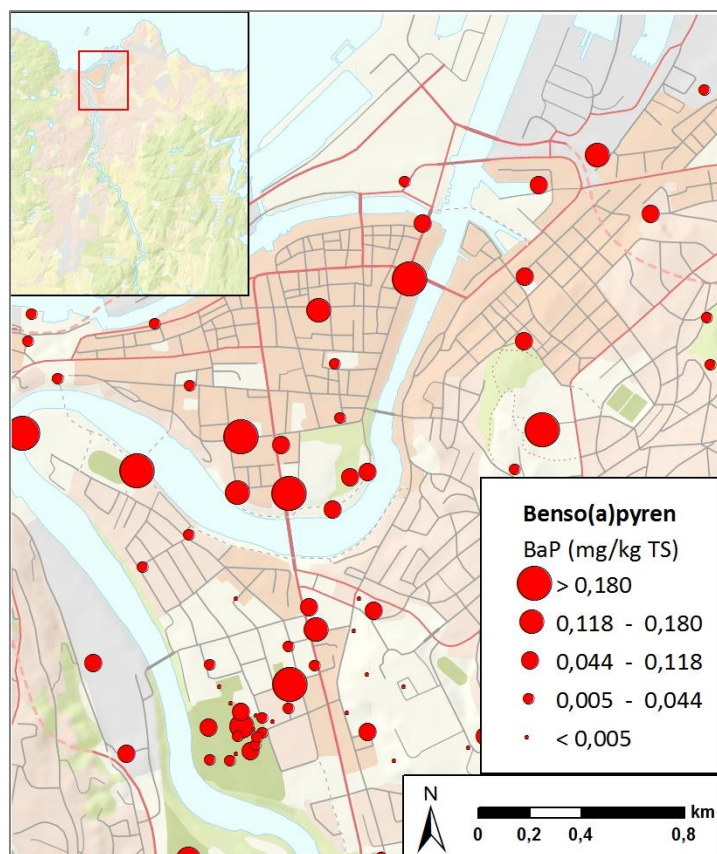 Benso(a)pyren
BaP (mg/kg TS)
> 0,180
0,118 - 0,180
0,044 - 0,118
0,005 - 0,044
< 0,005
N
km
0 0,2 0,4 0,8